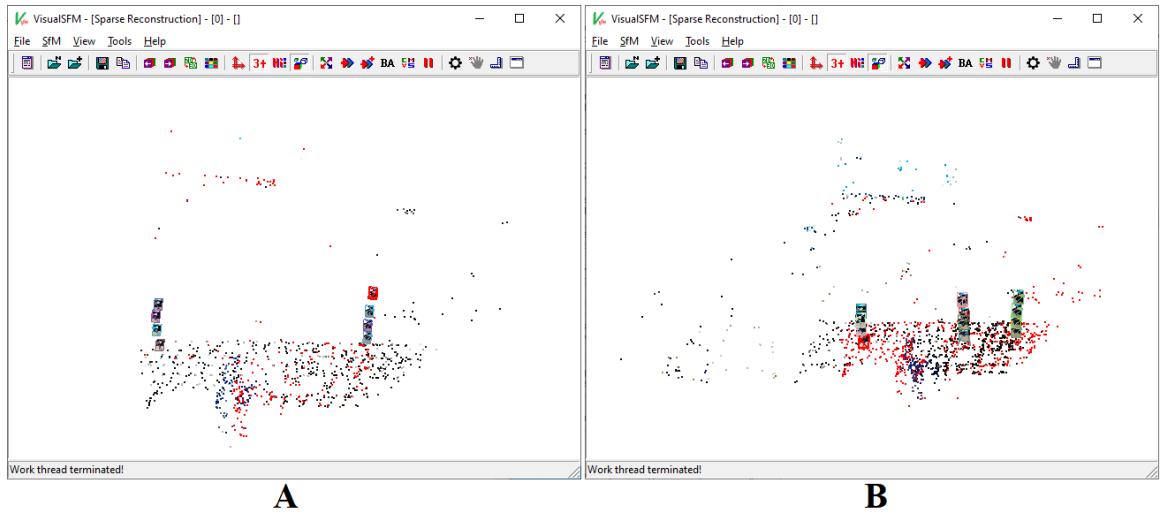 VisualSFM - [Sparse Reconstruction] - [0] - []
File SfM View Tools Help
3+ BA
Work thread terminated!
A
VisualSFM - [Sparse Reconstruction] - [0] - []
File SfM View Tools Help
3+ BA
Work thread terminated!
B